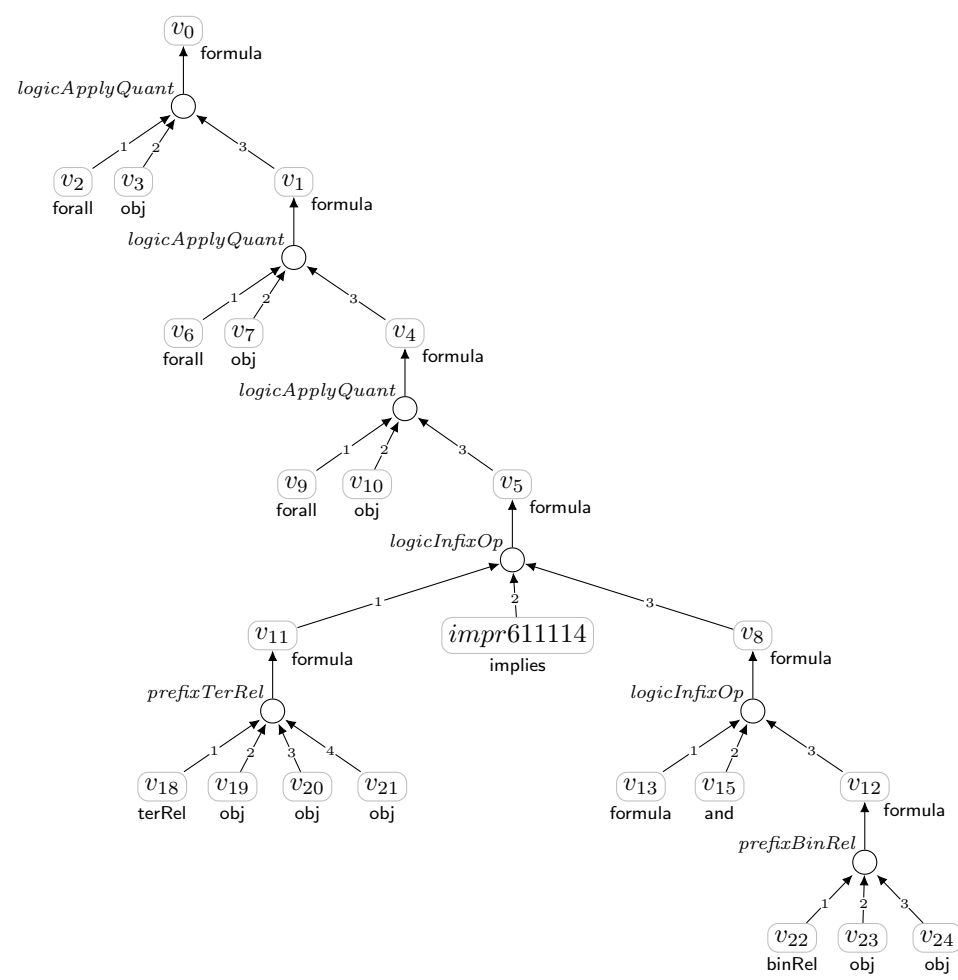 v0
formula
logicApplyQuant
1 2 3
v2 v3 v1
forall obj formula
logicApplyQuant
1 2 3
v6 v7 v4
forall obj formula
logicApplyQuant
1 2 3
v9 v10 v5
forall obj formula
logicInfixOp
1 2 3
v11 impr611114 v8
formula implies formula
prefixTerRel logicInfixOp
1 2 3 4 1 2 3
v18 v19 v20 v21 v13 v15 v12
terRel obj obj obj formula and formula
prefixBinRel
1 2 3
v22 v23 v24
binRel obj obj